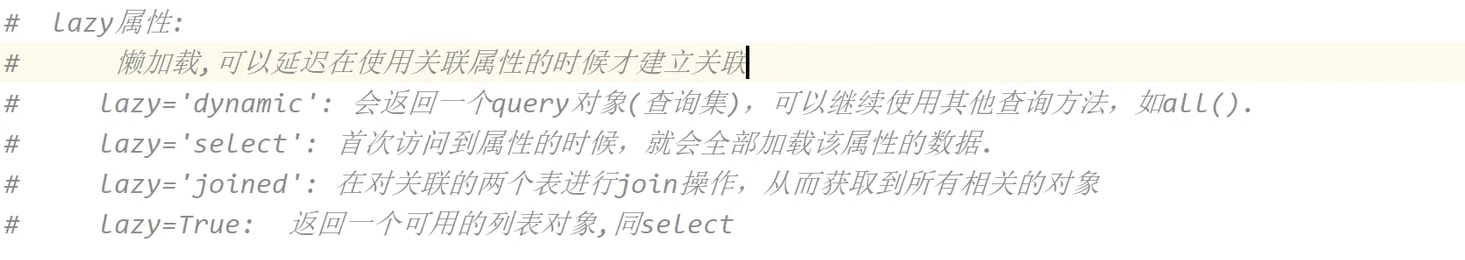 # lazy属性:
# 懒加载,可以延迟在使用关联属性的时候才建立关联
# lazy='dynamic': 会返回一个query对象(查询集)，可以继续使用其他查询方法，如all().
# lazy='select': 首次访问到属性的时候，就会全部加载该属性的数据.
# lazy='joined': 在对关联的两个表进行join操作，从而获取到所有相关的对象
# lazy=True: 返回一个可用的列表对象,同select